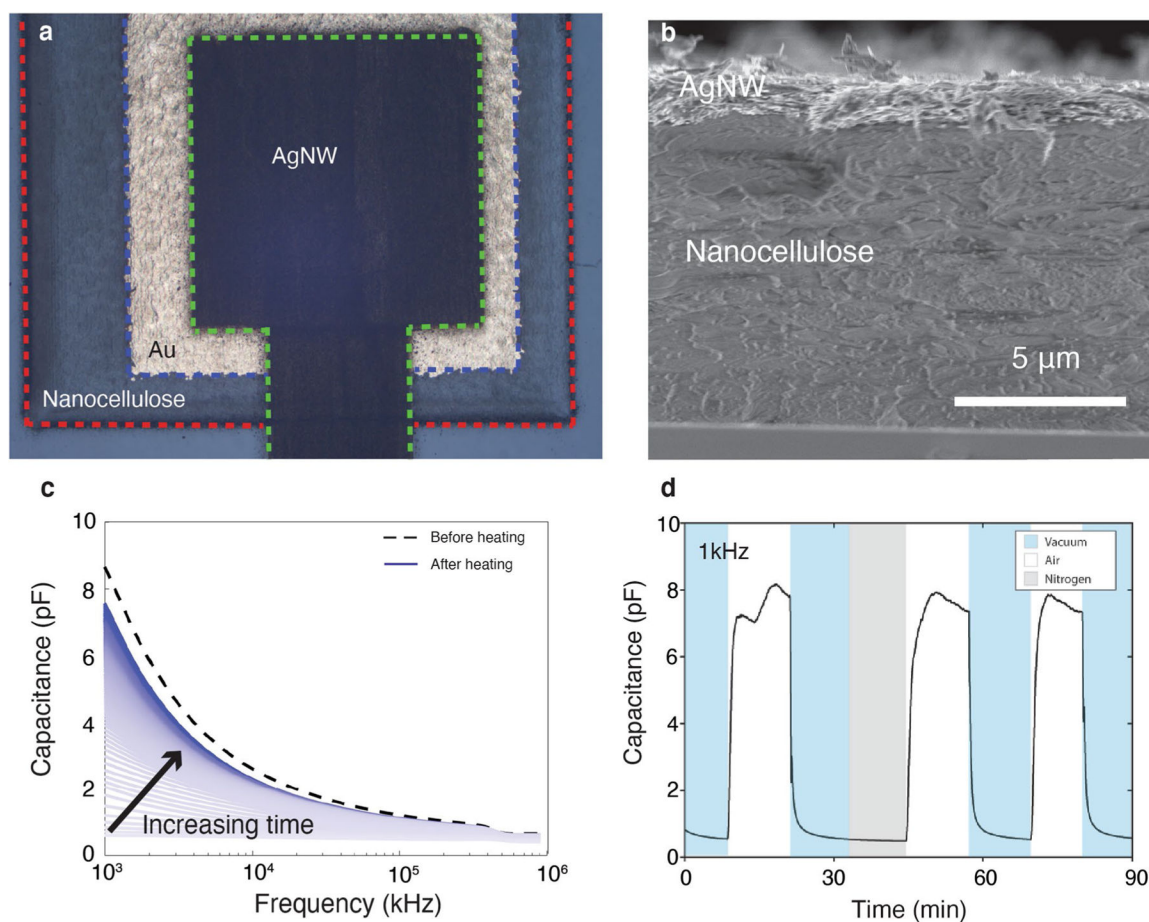 a
AgNW
Au
Nanocellulose
b
AgNW
Nanocellulose
5 µm
c
10
8
6
4
2
0
Capacitance (pF)
Before heating
After heating
Increasing time
10³ 10⁴ 10⁵ 10⁶
Frequency (kHz)
d
10
8
6
4
2
0
Capacitance (pF)
1kHz
Vacuum
Air
Nitrogen
0 30 60 90
Time (min)